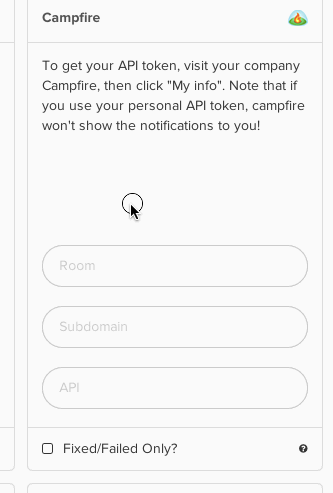 Campfire
To get your API token, visit your company
Campfire, then click "My info". Note that if
you use your personal API token, campfire
won't show the notifications to you!
Room
Subdomain
API
Fixed/Failed Only?
?